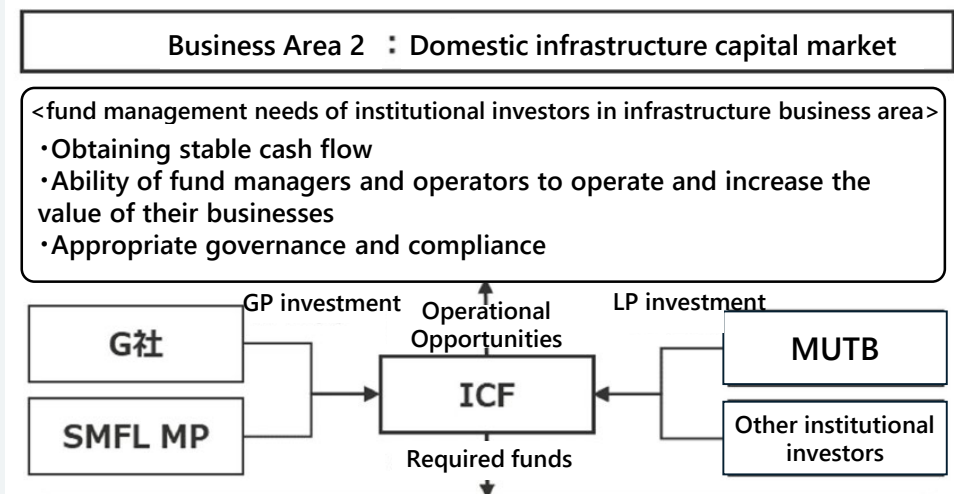 Business Area 2 : Domestic infrastructure capital market
<fund management needs of institutional investors in infrastructure business area>
・Obtaining stable cash flow
・Ability of fund managers and operators to operate and increase the
value of their businesses
・Appropriate governance and compliance
GP investment
Operational
Opportunities
LP investment
G社
SMFL MP
ICF
MUTB
Other institutional
investors
Required funds